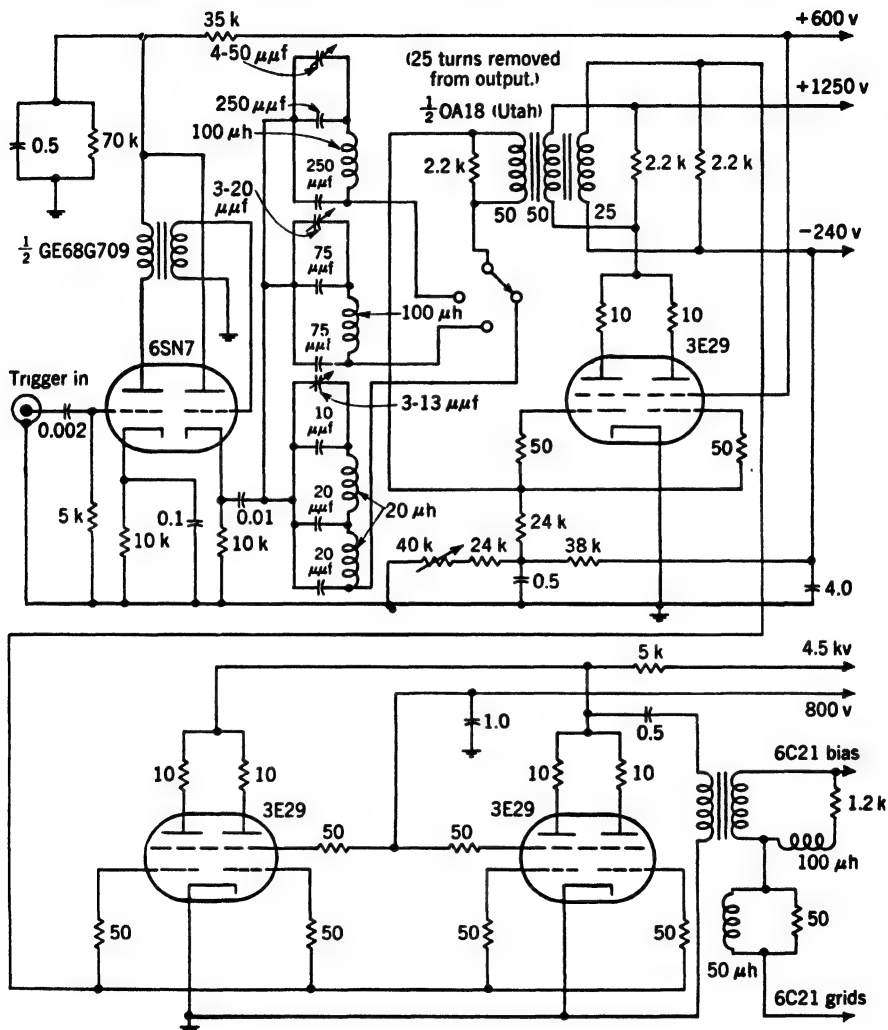 35 k
+600 v
4-50 μμf
(25 turns removed
from output.)
½ OA18 (Utah)
+1250 v
250 μμf
100 μh
0.5
70 k
2.2 k
2.2 k
2.2 k
250
μμf
3-20
μμf
50
50
25
-240 v
½ GE68G709
75
μμf
100 μh
10
10
3E29
6SN7
75
μμf
Trigger in
3-13 μμf
0.002
10
μμf
50
50
20
μμf
20 μh
5 k
0.1
0.01
24 k
10 k
10 k
20
μμf
40 k
24 k
38 k
0.5
4.0
5 k
4.5 kv
800 v
1.0
0.5
6C21 bias
10
10
10
10
3E29
3E29
1.2 k
50
50
100 μh
50
50
50
50
50
50 μh
6C21 grids